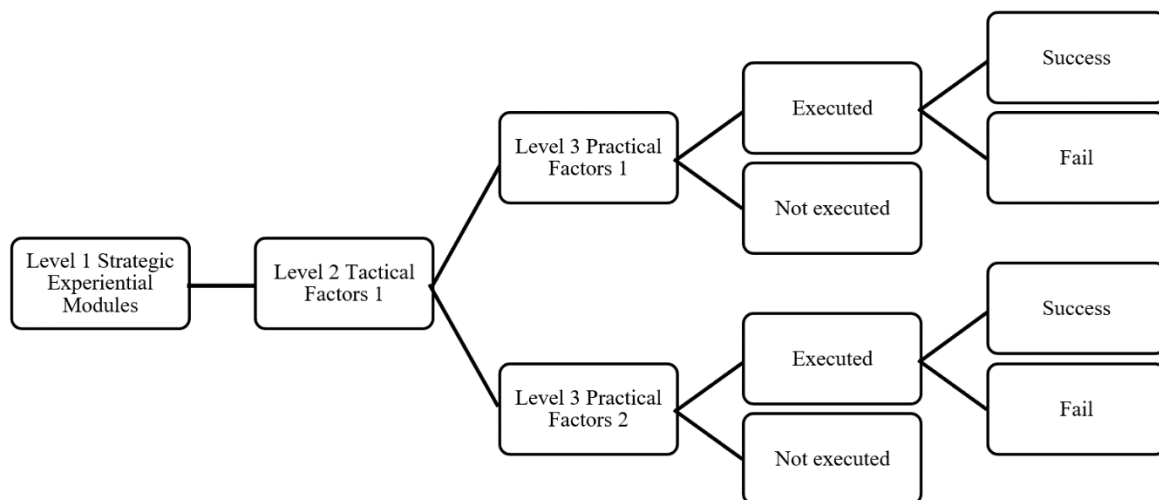 Level 1 Strategic
Experiential
Modules
Level 2 Tactical
Factors 1
Level 3 Practical
Factors 1
Executed
Success
Fail
Not executed
Level 3 Practical
Factors 2
Executed
Success
Fail
Not executed